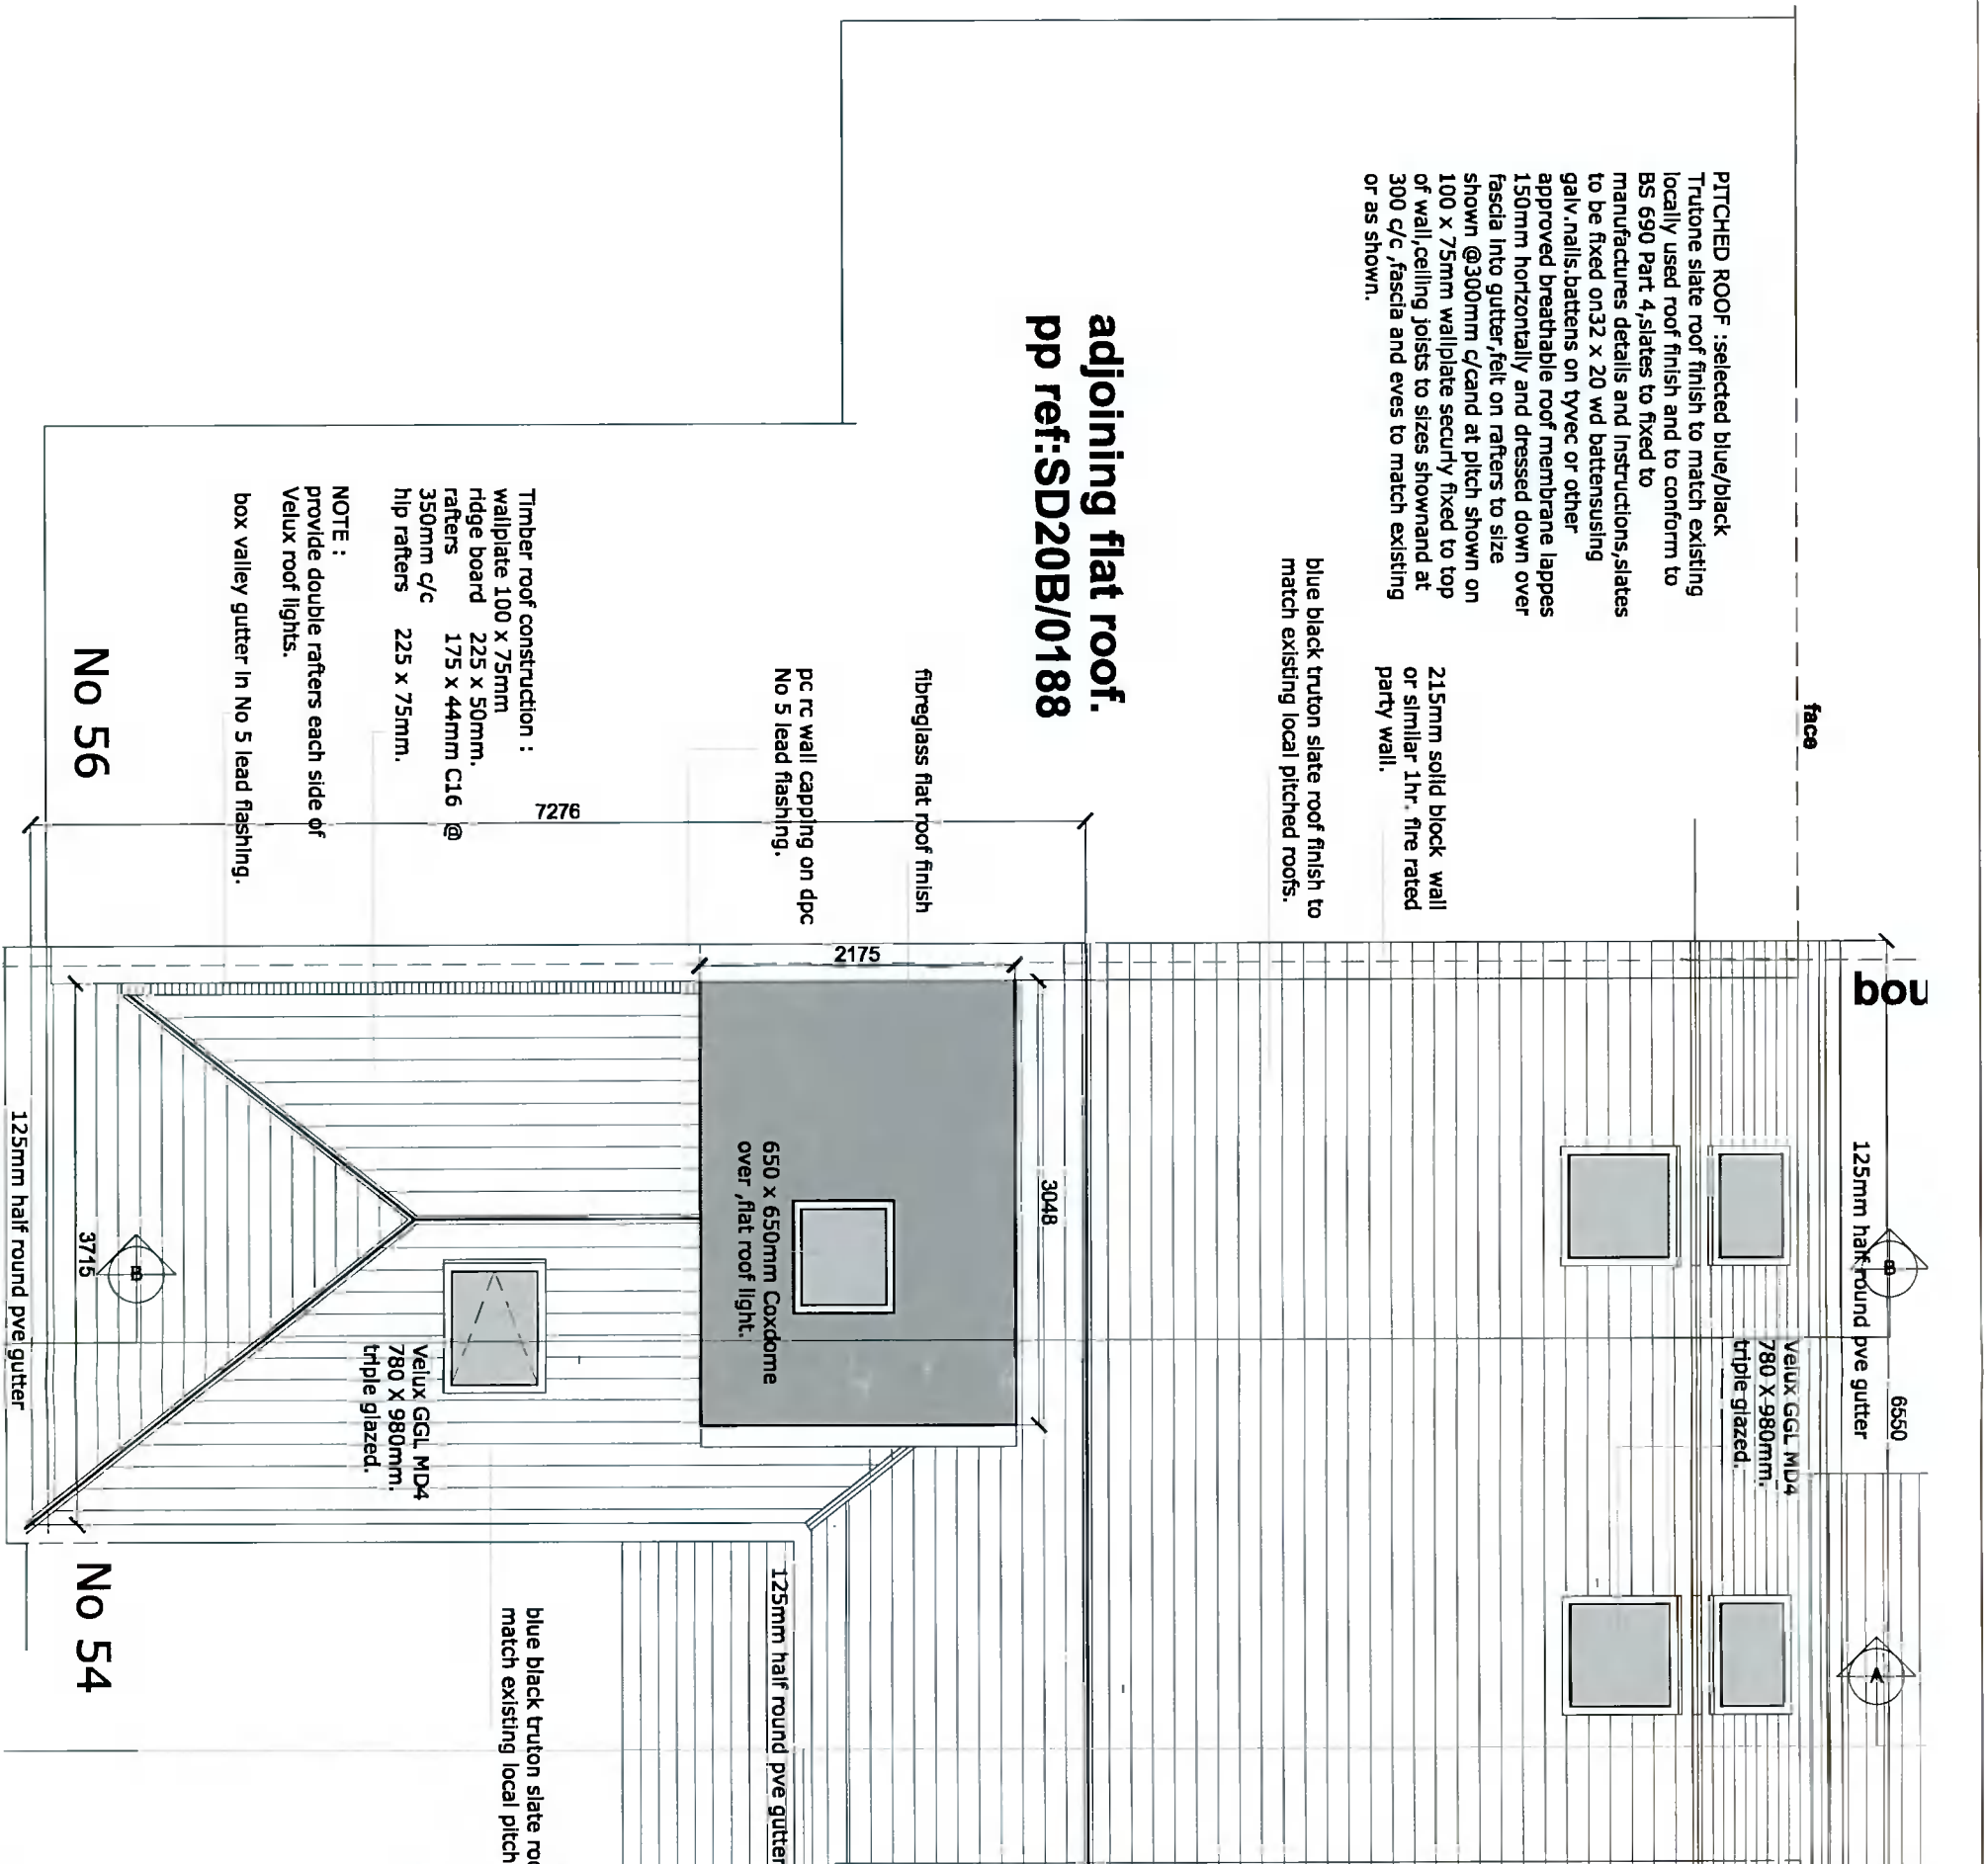 PITCHED ROOF :selected blue/black
Trutone slate roof finish to match existing
locally used roof finish and to conform to
BS 690 Part 4,slates to fixed to
manufactures details and instructions,slates
to be fixed on32 x 20 wd battensusing
galv.nails.battens on tyvec or other
approved breathable roof membrane lappes
150mm horizontally and dressed down over
fascia into gutter,felt on rafters to size
shown @300mm c/cand at pitch shown on
100 x 75mm wallplate securly fixed to top
of wall,ceiling joists to sizes shownand at
300 c/c ,fascia and eves to match existing
or as shown.
215mm solid block wall
or similar 1hr. fire rated
party wall.
face
bou
blue black truton slate roof finish to
match existing local pitched roofs.
adjoining flat roof.
pp ref:SD20B/0188
fibreglass flat roof finish
pc rc wall capping on dpc
No 5 lead flashing.
Timber roof construction :
wallplate 100 x 75mm
ridge board 225 x 50mm.
rafters 175 x 44mm C16 @
350mm c/c
hip rafters 225 x 75mm.
NOTE :
provide double rafters each side of
Velux roof lights.
box valley gutter in No 5 lead flashing.
No 56
7276
2175
3048
6550
125mm half round pve gutter
B
Velux GGL MD4
780 X 980mm.
triple glazed.
A
650 x 650mm Coxdome
over ,flat roof light.
Velux GGL MD4
780 X 980mm.
triple glazed.
3715
B
125mm half round pve gutter
125mm half round pve gutter
blue black truton slate roo
match existing local pitch
No 54